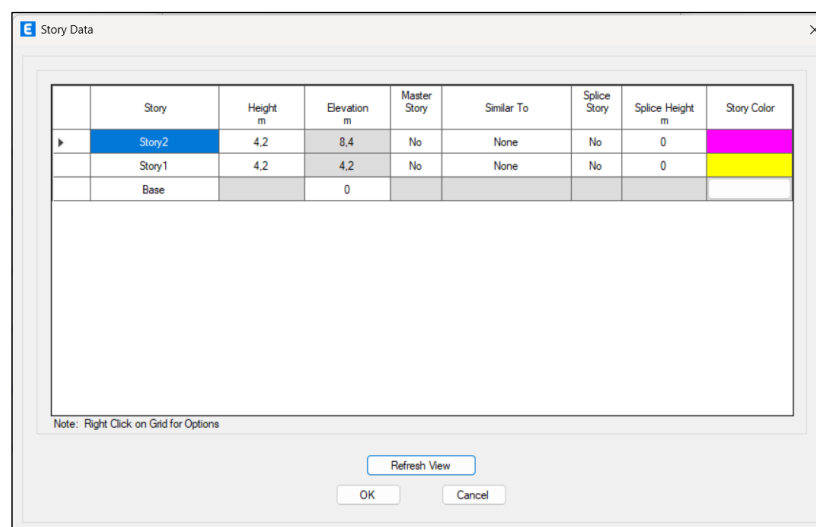 E Story Data
Story Height m Elevation m Master Story Similar To Splice Story Splice Height m Story Color
Story2 4,2 8,4 No None No 0
Story1 4,2 4,2 No None No 0
Base 0
Note: Right Click on Grid for Options
Refresh View
OK Cancel